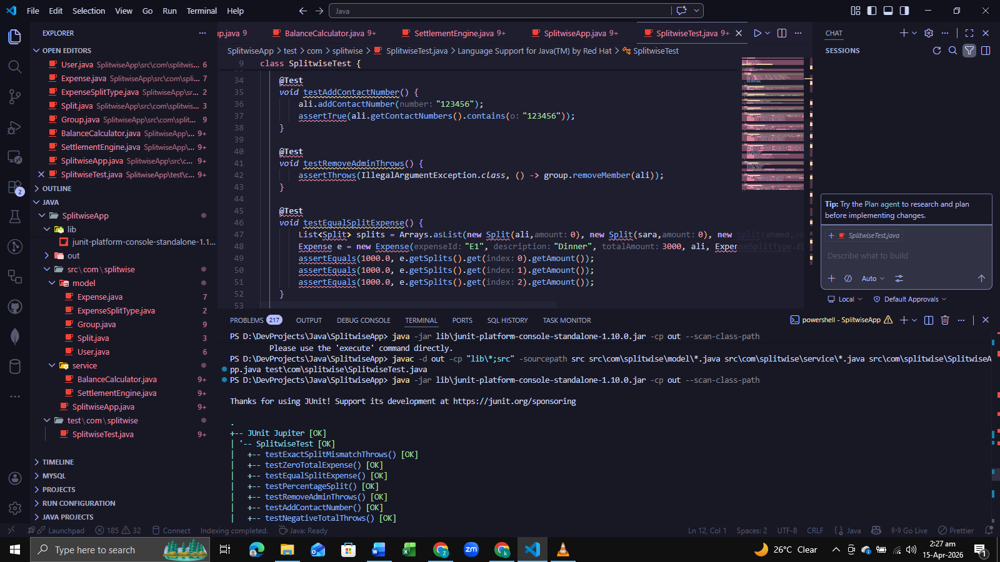 File Edit Selection View Go Run Terminal Help
Java
EXPLORER
OPEN EDITORS
User.java SplitwiseApp\src\com\splitwis... 6
Expense.java SplitwiseApp\src\com\spli... 7
ExpenseSplitType.java SplitwiseApp\sr... 2
Split.java SplitwiseApp\src\com\splitwis... 3
Group.java SplitwiseApp\src\com\split... 9
BalanceCalculator.java SplitwiseApp\... 9+
SettlementEngine.java SplitwiseApp\... 9+
SplitwiseApp.java SplitwiseApp\src\c... 9+
SplitwiseTest.java SplitwiseApp\test\c... 9+
OUTLINE
JAVA
SplitwiseApp
lib
junit-platform-console-standalone-1.1...
out
src\com\splitwise
model
Expense.java 7
ExpenseSplitType.java 2
Group.java 9
Split.java 3
User.java 6
service
BalanceCalculator.java 9+
SettlementEngine.java 9+
SplitwiseApp.java 9+
test\com\splitwise
SplitwiseTest.java 9+
TIMELINE
MYSQL
PROJECTS
RUN CONFIGURATION
JAVA PROJECTS
2
up.java 9 BalanceCalculator.java 9+ SettlementEngine.java 9+ SplitwiseApp.java 9+ SplitwiseTest.java 9+
SplitwiseApp > test > com > splitwise > SplitwiseTest.java > Language Support for Java(TM) by Red Hat > SplitwiseTest
9 class SplitwiseTest {
34 @Test
35 void testAddContactNumber() {
36 ali.addContactNumber(number: "123456");
37 assertTrue(ali.getContactNumbers().contains(o: "123456"));
38 }
39
40 @Test
41 void testRemoveAdminThrows() {
42 assertThrows(IllegalArgumentException.class, () -> group.removeMember(ali));
43 }
44
45 @Test
46 void testEqualSplitExpense() {
47 List<Split> splits = Arrays.asList(new Split(ali,amount: 0), new Split(sara,amount: 0), new Split(ahmed,
48 Expense e = new Expense(expenseId: "E1", description: "Dinner", totalAmount: 3000, ali, ExpenseSplitType.
49 assertEquals(1000.0, e.getSplits().get(index: 0).getAmount());
50 assertEquals(1000.0, e.getSplits().get(index: 1).getAmount());
51 assertEquals(1000.0, e.getSplits().get(index: 2).getAmount());
52 }
53
PROBLEMS 217 OUTPUT DEBUG CONSOLE TERMINAL PORTS SQL HISTORY TASK MONITOR powershell - SplitwiseApp
PS D:\DevProjects\Java\SplitwiseApp> java -jar lib\junit-platform-console-standalone-1.10.0.jar -cp out --scan-class-path
Please use the 'execute' command directly.
PS D:\DevProjects\Java\SplitwiseApp> javac -d out -cp "lib\*;src" -sourcepath src src\com\splitwise\model\*.java src\com\splitwise\service\*.java src\com\splitwise\SplitwiseA
pp.java test\com\splitwise\SplitwiseTest.java
PS D:\DevProjects\Java\SplitwiseApp> java -jar lib\junit-platform-console-standalone-1.10.0.jar -cp out --scan-class-path
Thanks for using JUnit! Support its development at https://junit.org/sponsoring
.
+-- JUnit Jupiter [OK]
| '-- SplitwiseTest [OK]
|   +-- testExactSplitMismatchThrows() [OK]
|   +-- testZeroTotalExpense() [OK]
|   +-- testEqualSplitExpense() [OK]
|   +-- testPercentageSplit() [OK]
|   +-- testRemoveAdminThrows() [OK]
|   +-- testAddContactNumber() [OK]
|   +-- testNegativeTotalThrows() [OK]
CHAT
SESSIONS
Tip: Try the Plan agent to research and plan
before implementing changes.
SplitwiseTest.java
Describe what to build
Auto
Local Default Approvals
Launchpad 185 32 Connect Indexing completed. Java: Ready Ln 12, Col 1 Spaces: 2 UTF-8 CRLF {} Java Go Live Prettier
Type here to search
26°C Clear
2:27 am
15-Apr-2026
1